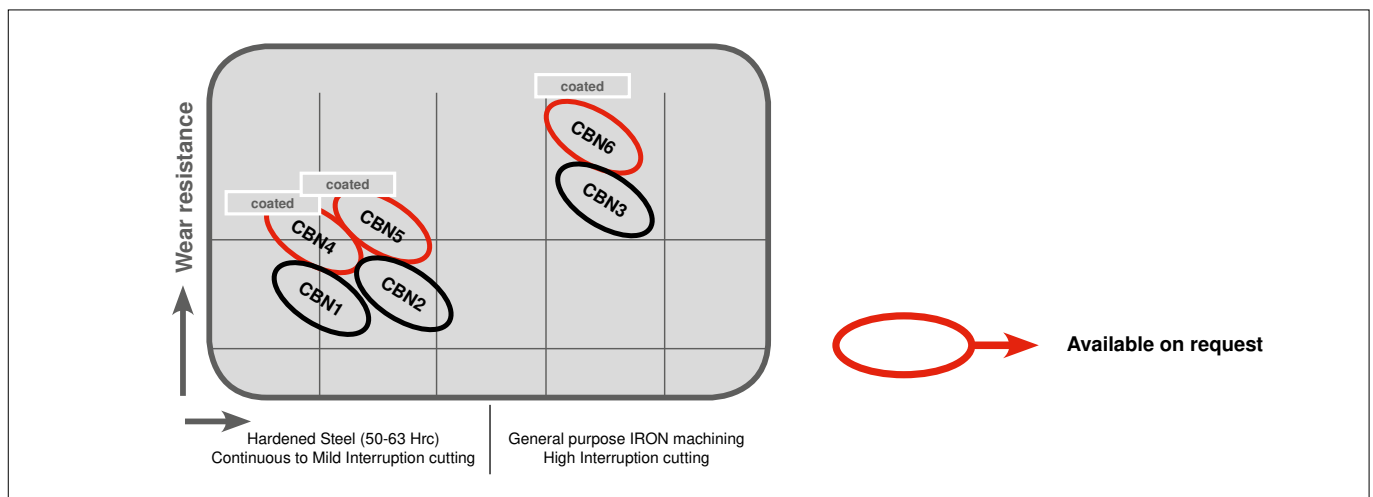 coated
CBN6
CBN3
coated
coated
CBN5
CBN4
CBN2
CBN1
Wear resistance
Available on request
Hardened Steel (50-63 Hrc)
Continuous to Mild Interruption cutting
General purpose IRON machining
High Interruption cutting